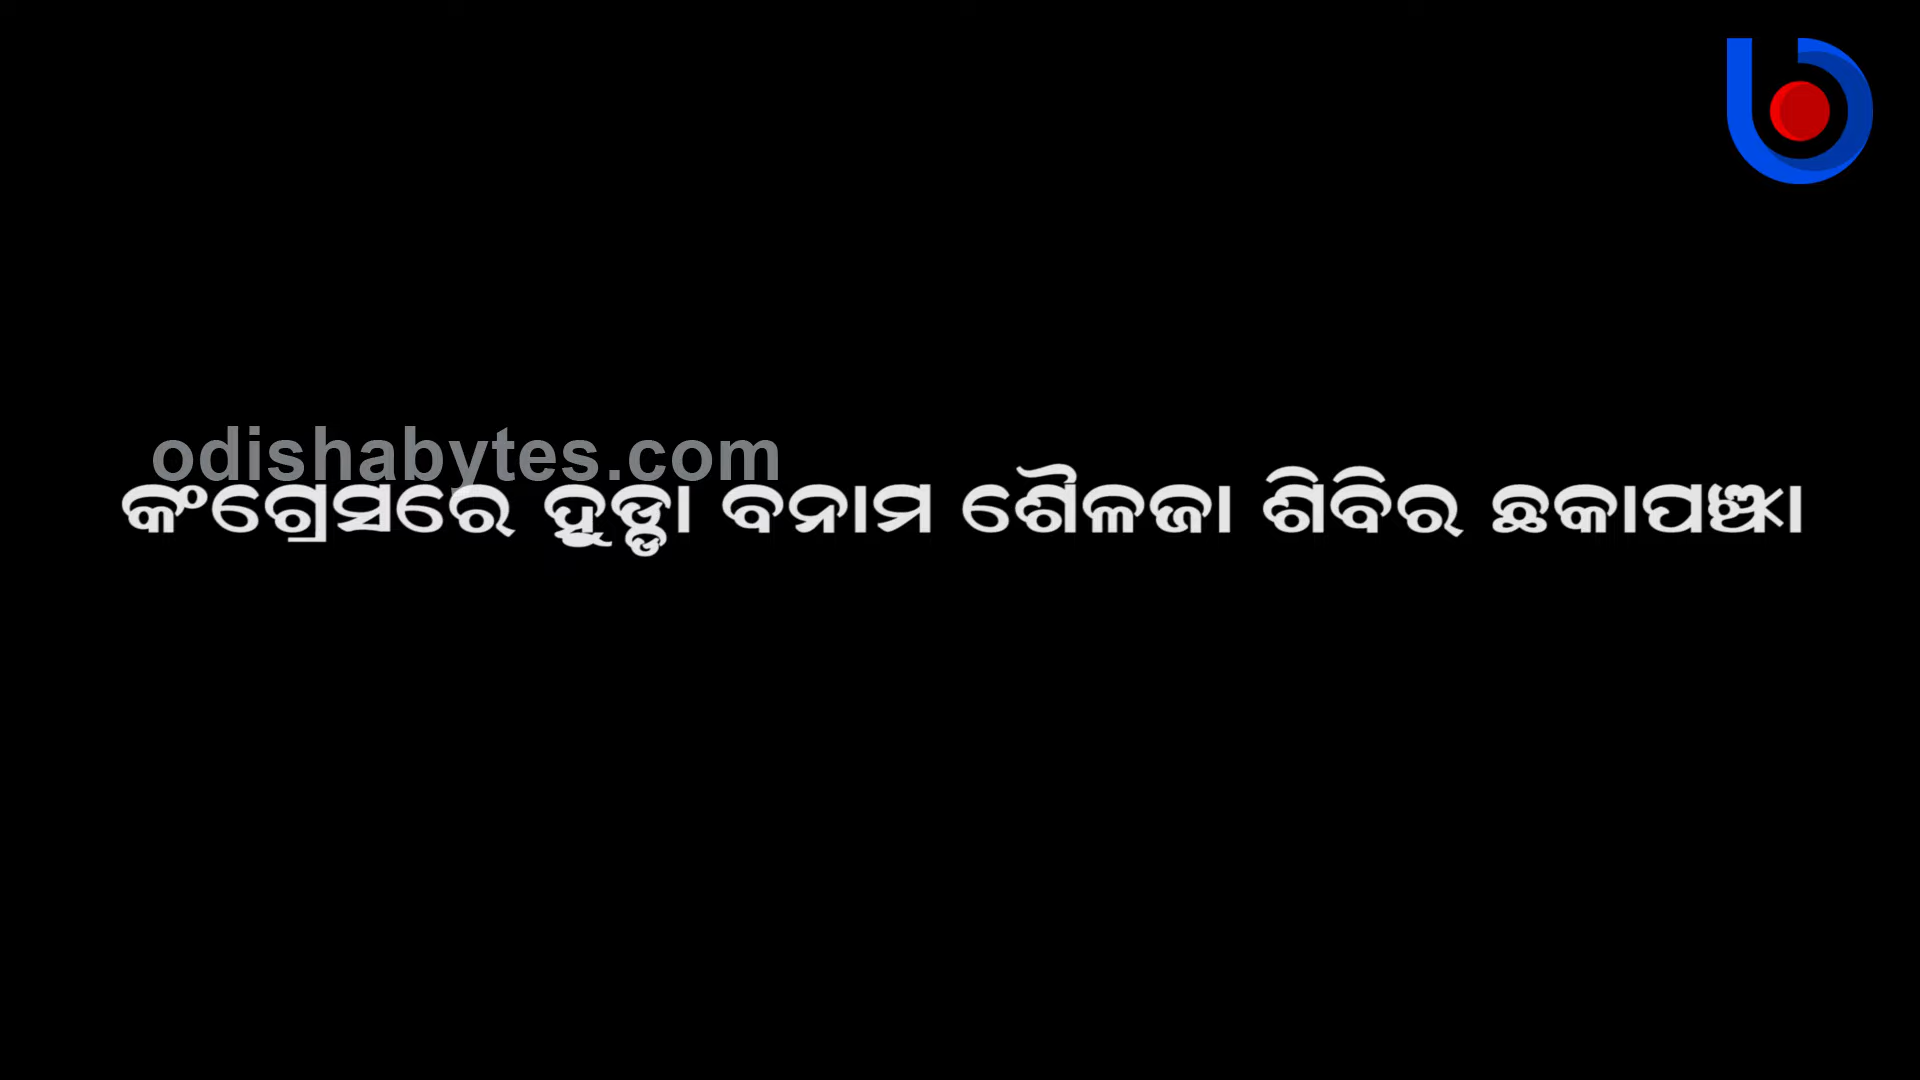 odishabytes.com
କଂଗ୍ରେସରେ ହୁଡ୍ଡା ବନାମ ଶୈଳଜା ଶିବିର ଛକାପଞ୍ଝା